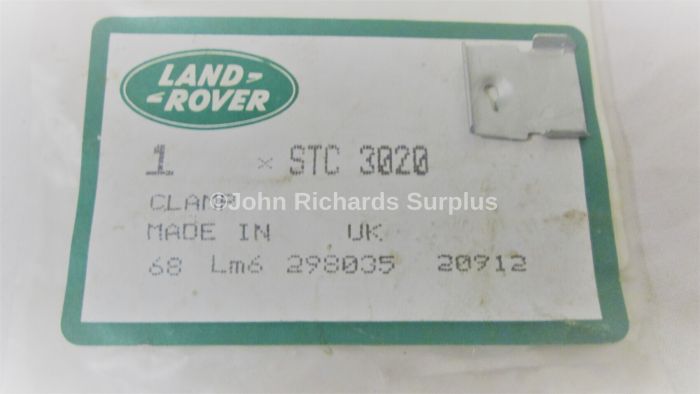 LAND-
-ROVER
1 × STC 3020
CLAMP
©John Richards Surplus
MADE IN UK
68 Lm6 298035 20912